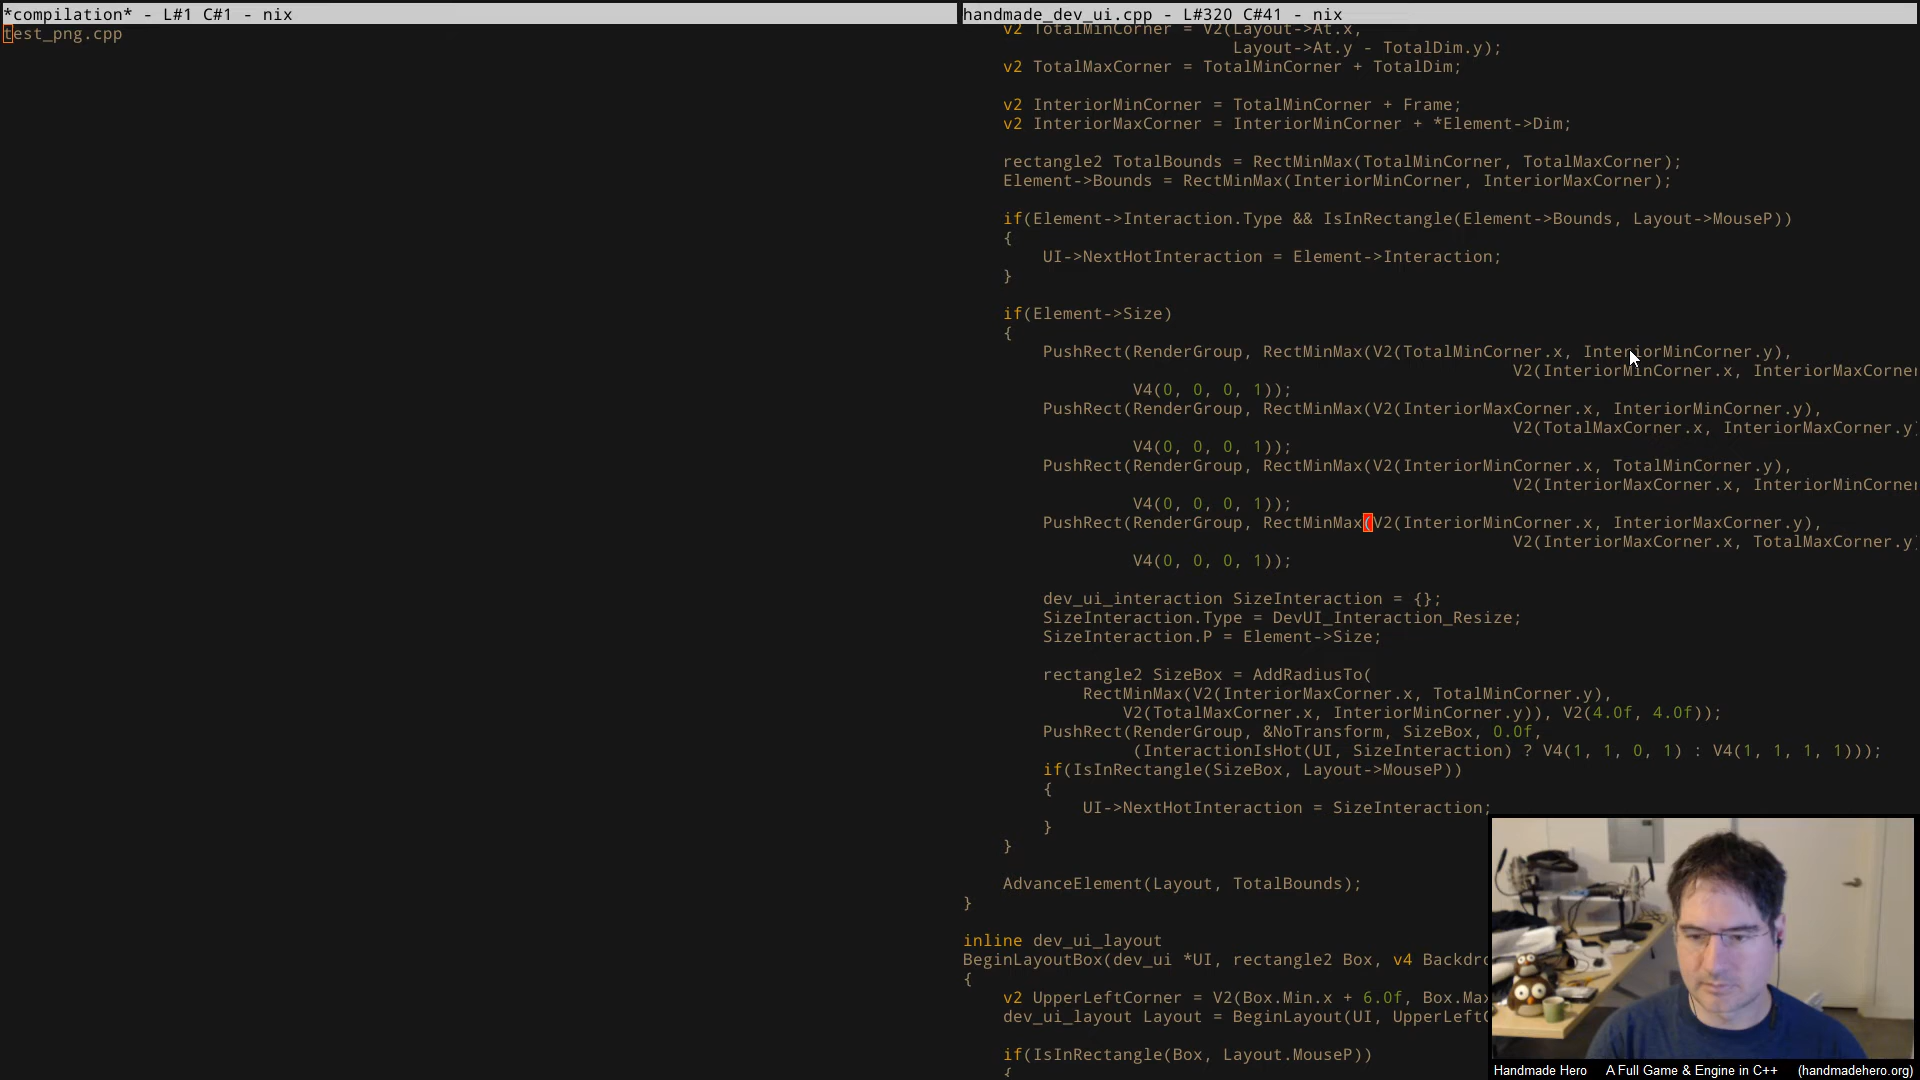 *compilation* - L#1 C#1 - nix
test_png.cpp
handmade_dev_ui.cpp - L#320 C#41 - nix
v2 TotalMinCorner = V2(Layout->At.x,
Layout->At.y - TotalDim.y);
v2 TotalMaxCorner = TotalMinCorner + TotalDim;
v2 InteriorMinCorner = TotalMinCorner + Frame;
v2 InteriorMaxCorner = InteriorMinCorner + *Element->Dim;
rectangle2 TotalBounds = RectMinMax(TotalMinCorner, TotalMaxCorner);
Element->Bounds = RectMinMax(InteriorMinCorner, InteriorMaxCorner);
if(Element->Interaction.Type && IsInRectangle(Element->Bounds, Layout->MouseP))
{
UI->NextHotInteraction = Element->Interaction;
}
if(Element->Size)
{
PushRect(RenderGroup, RectMinMax(V2(TotalMinCorner.x, InteriorMinCorner.y),
V2(InteriorMinCorner.x, InteriorMaxCorner
V4(0, 0, 0, 1));
PushRect(RenderGroup, RectMinMax(V2(InteriorMaxCorner.x, InteriorMinCorner.y),
V2(TotalMaxCorner.x, InteriorMaxCorner.y)
V4(0, 0, 0, 1));
PushRect(RenderGroup, RectMinMax(V2(InteriorMinCorner.x, TotalMinCorner.y),
V2(InteriorMaxCorner.x, InteriorMinCorner
V4(0, 0, 0, 1));
PushRect(RenderGroup, RectMinMax(V2(InteriorMinCorner.x, InteriorMaxCorner.y),
V2(InteriorMaxCorner.x, TotalMaxCorner.y)
V4(0, 0, 0, 1));
dev_ui_interaction SizeInteraction = {};
SizeInteraction.Type = DevUI_Interaction_Resize;
SizeInteraction.P = Element->Size;
rectangle2 SizeBox = AddRadiusTo(
RectMinMax(V2(InteriorMaxCorner.x, TotalMinCorner.y),
V2(TotalMaxCorner.x, InteriorMinCorner.y)), V2(4.0f, 4.0f));
PushRect(RenderGroup, &NoTransform, SizeBox, 0.0f,
(InteractionIsHot(UI, SizeInteraction) ? V4(1, 1, 0, 1) : V4(1, 1, 1, 1)));
if(IsInRectangle(SizeBox, Layout->MouseP))
{
UI->NextHotInteraction = SizeInteraction;
}
}
AdvanceElement(Layout, TotalBounds);
}
inline dev_ui_layout
BeginLayoutBox(dev_ui *UI, rectangle2 Box, v4 Backdro
{
v2 UpperLeftCorner = V2(Box.Min.x + 6.0f, Box.Max
dev_ui_layout Layout = BeginLayout(UI, UpperLeftC
if(IsInRectangle(Box, Layout.MouseP))
{
Handmade Hero A Full Game & Engine in C++ (handmadehero.org)